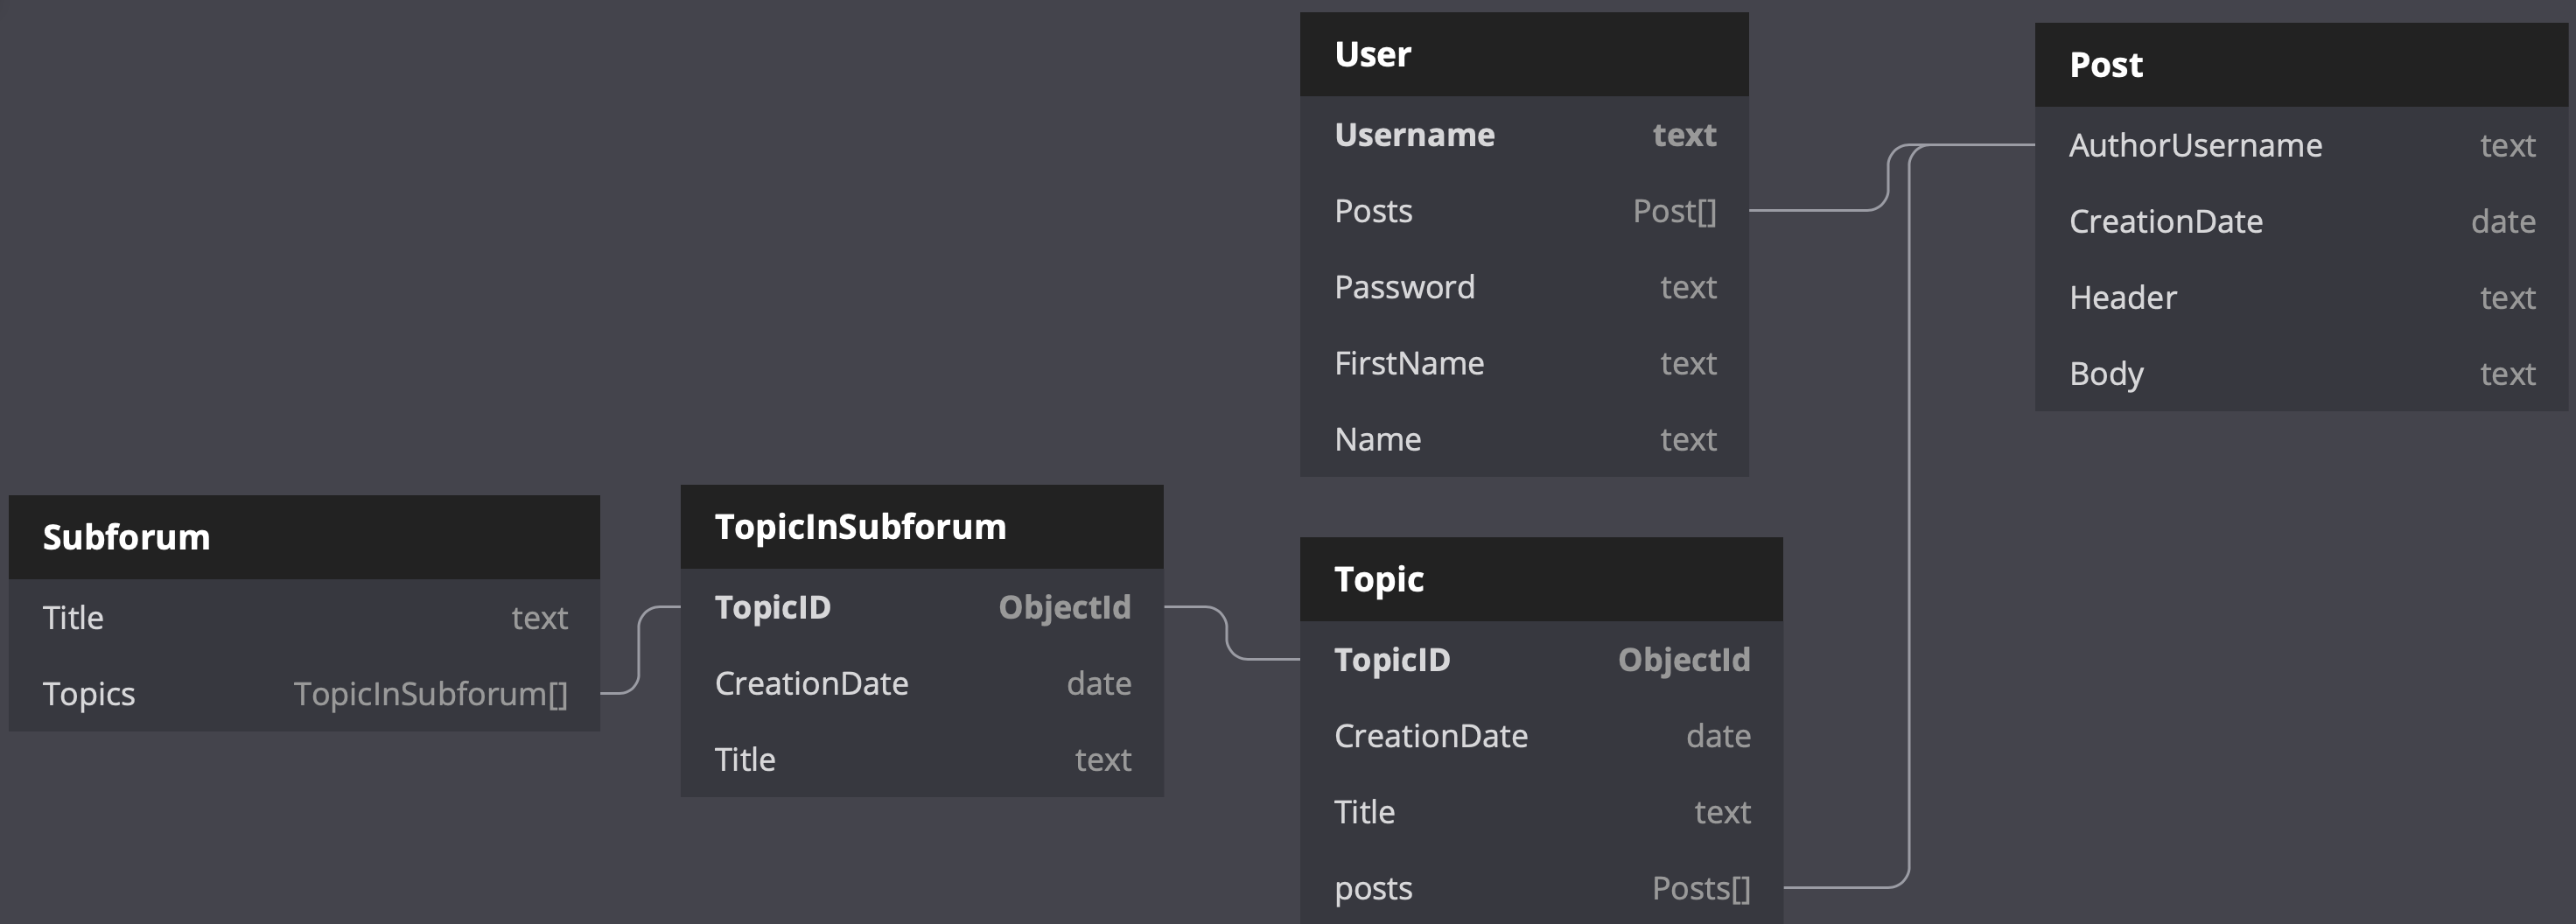 User
Username text
Posts Post[]
Password text
FirstName text
Name text
Post
AuthorUsername text
CreationDate date
Header text
Body text
Subforum
Title text
Topics TopicInSubforum[]
TopicInSubforum
TopicID ObjectId
CreationDate date
Title text
Topic
TopicID ObjectId
CreationDate date
Title text
posts Posts[]